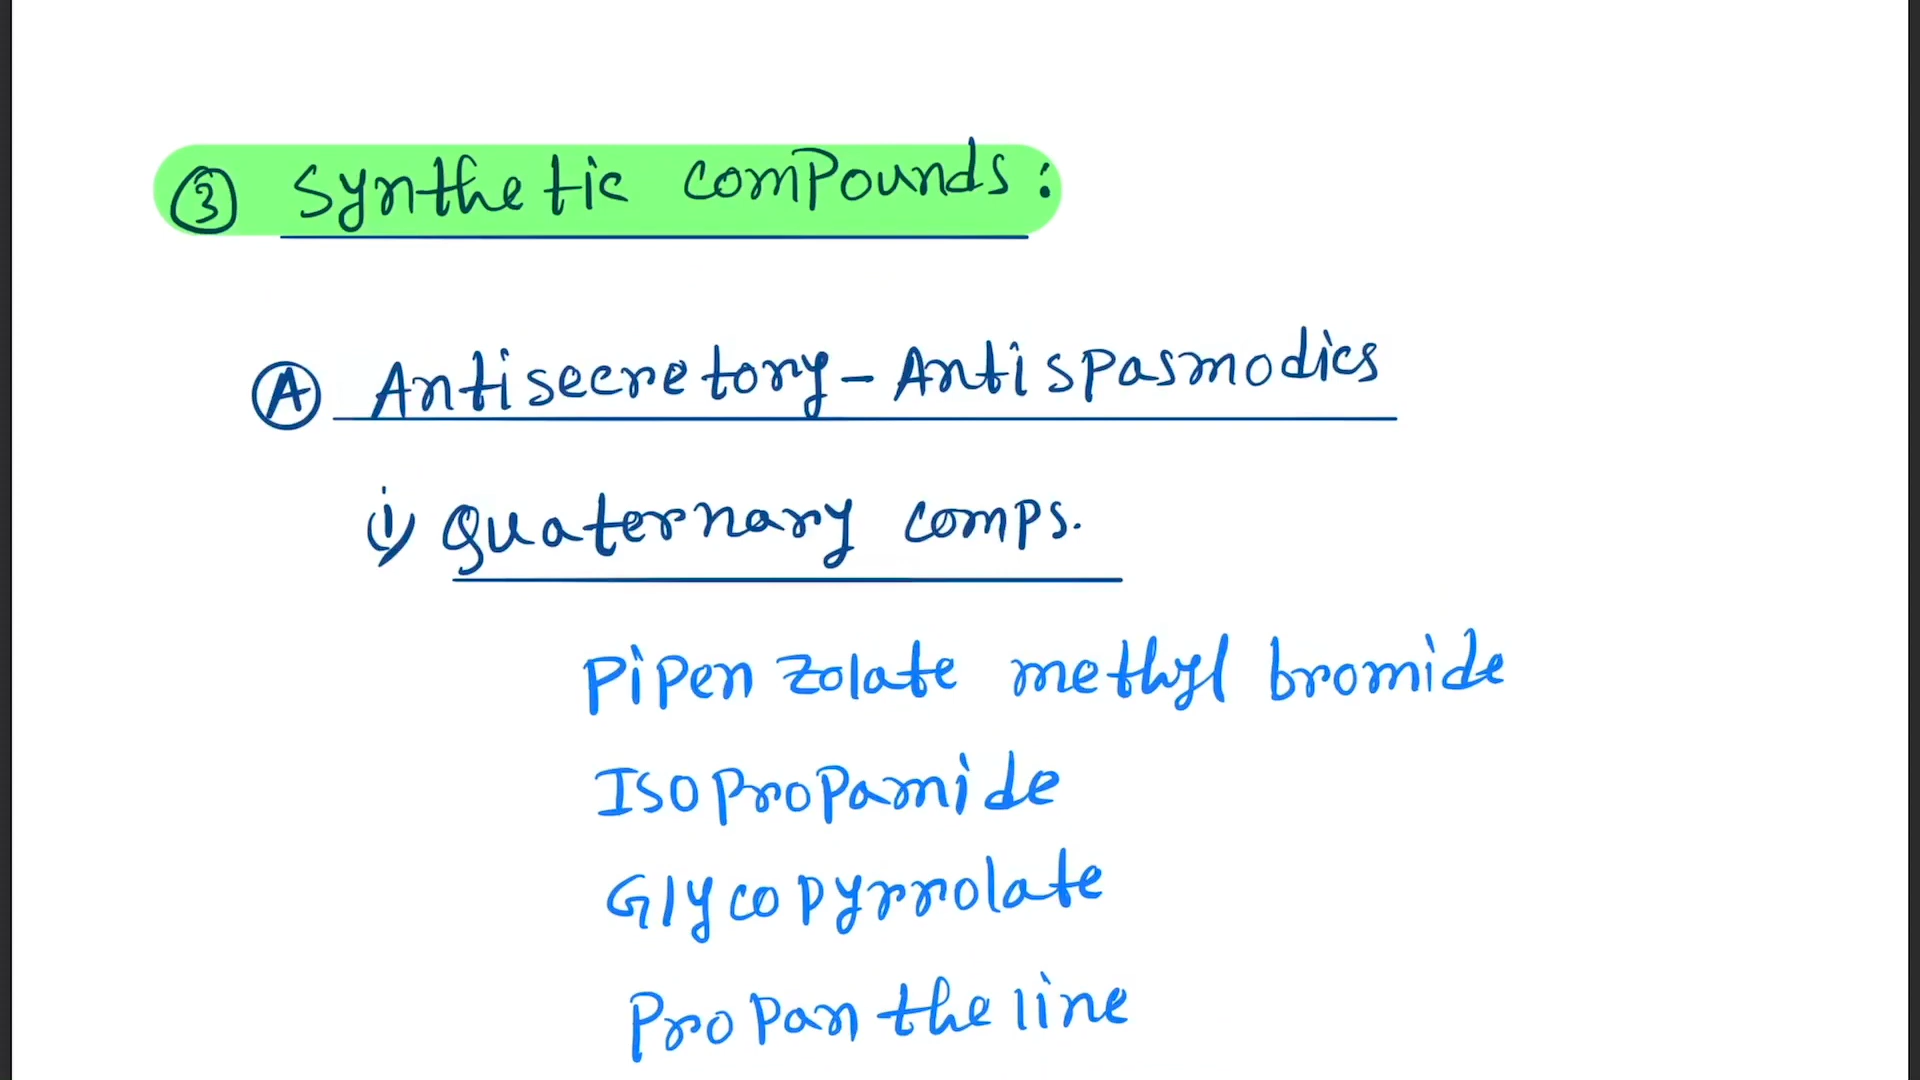 ③ Synthetic compounds:
Ⓐ Antisecretory - Antispasmodics
(i) Quaternary comps.
Pipenzolate methyl bromide
Isopropamide
Glycopyrrolate
Propantheline